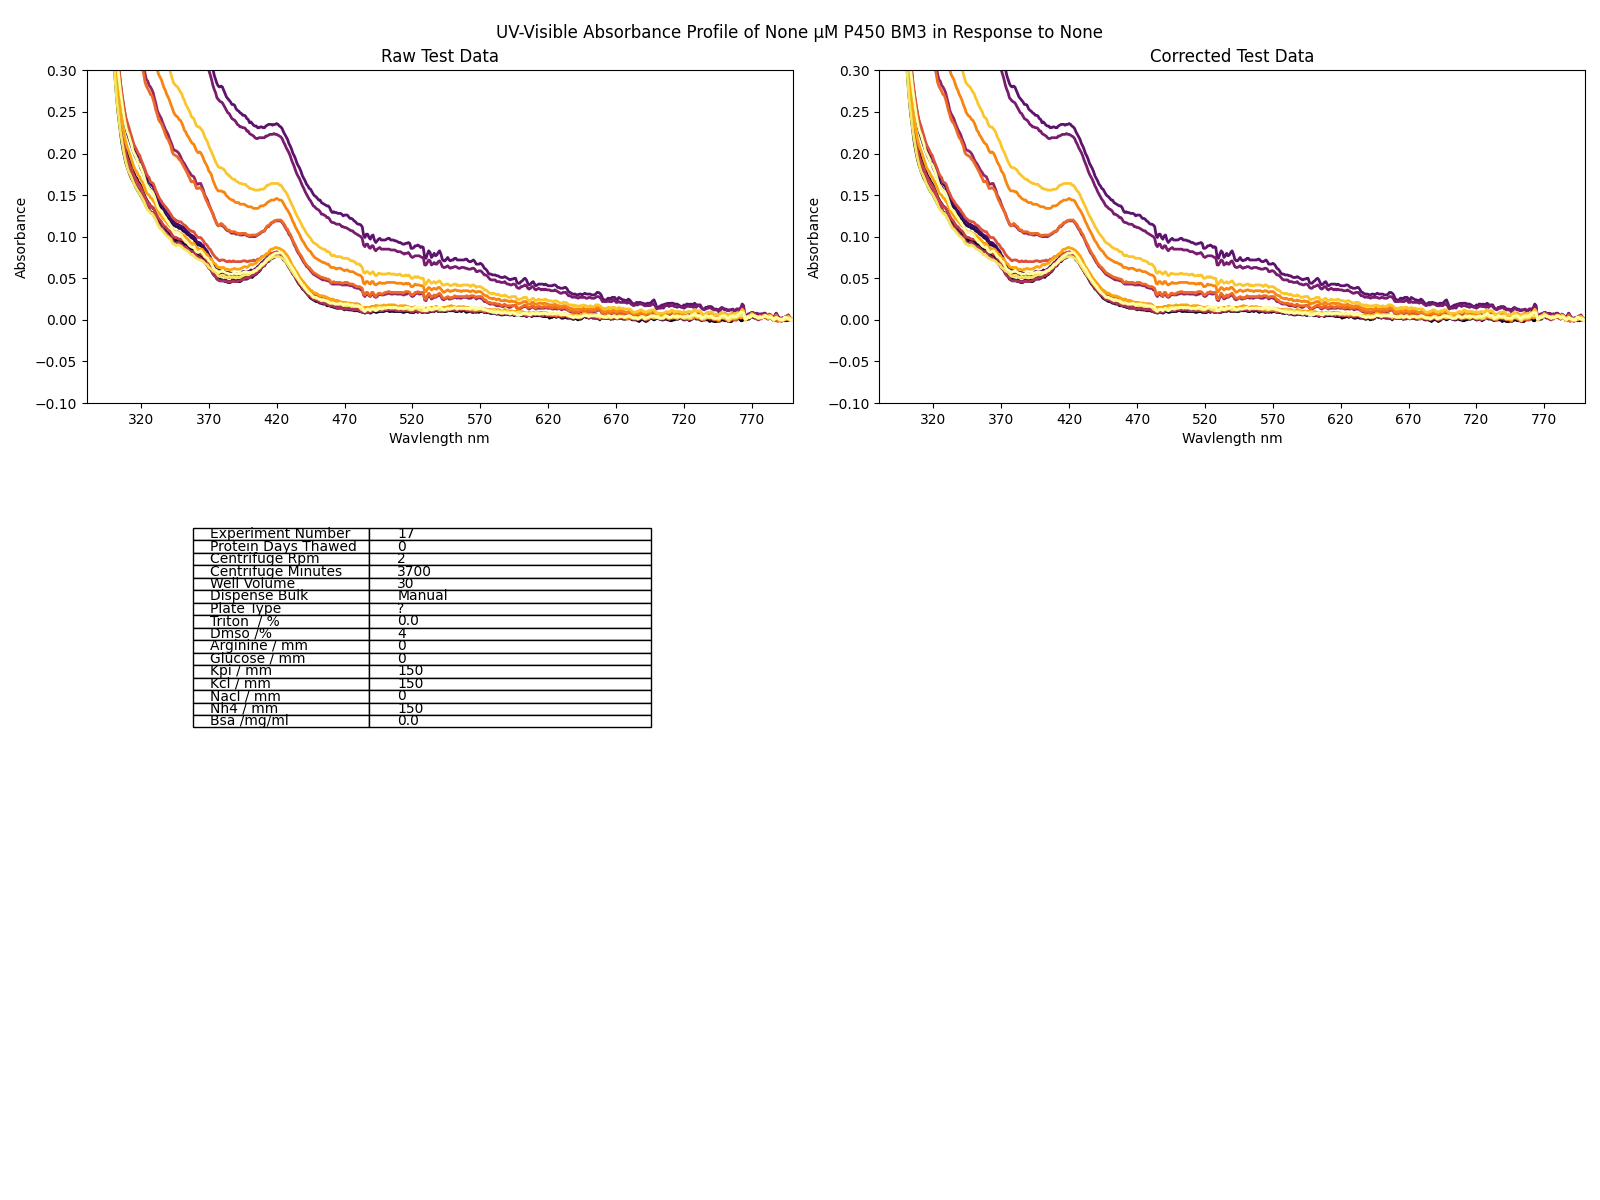 UV-Visible Absorbance Profile of None μM P450 BM3 in Response to None
Raw Test Data
0.30
0.25
0.20
0.15
0.10
0.05
0.00
−0.05
−0.10
Absorbance
320 370 420 470 520 570 620 670 720 770
Wavlength nm
Corrected Test Data
0.30
0.25
0.20
0.15
0.10
0.05
0.00
−0.05
−0.10
Absorbance
320 370 420 470 520 570 620 670 720 770
Wavlength nm
Experiment Number 17
Protein Days Thawed 0
Centrifuge Rpm 2
Centrifuge Minutes 3700
Well Volume 30
Dispense Bulk Manual
Plate Type ?
Triton / % 0.0
Dmso /% 4
Arginine / mm 0
Glucose / mm 0
Kpi / mm 150
Kcl / mm 150
Nacl / mm 0
Nh4 / mm 150
Bsa /mg/ml 0.0